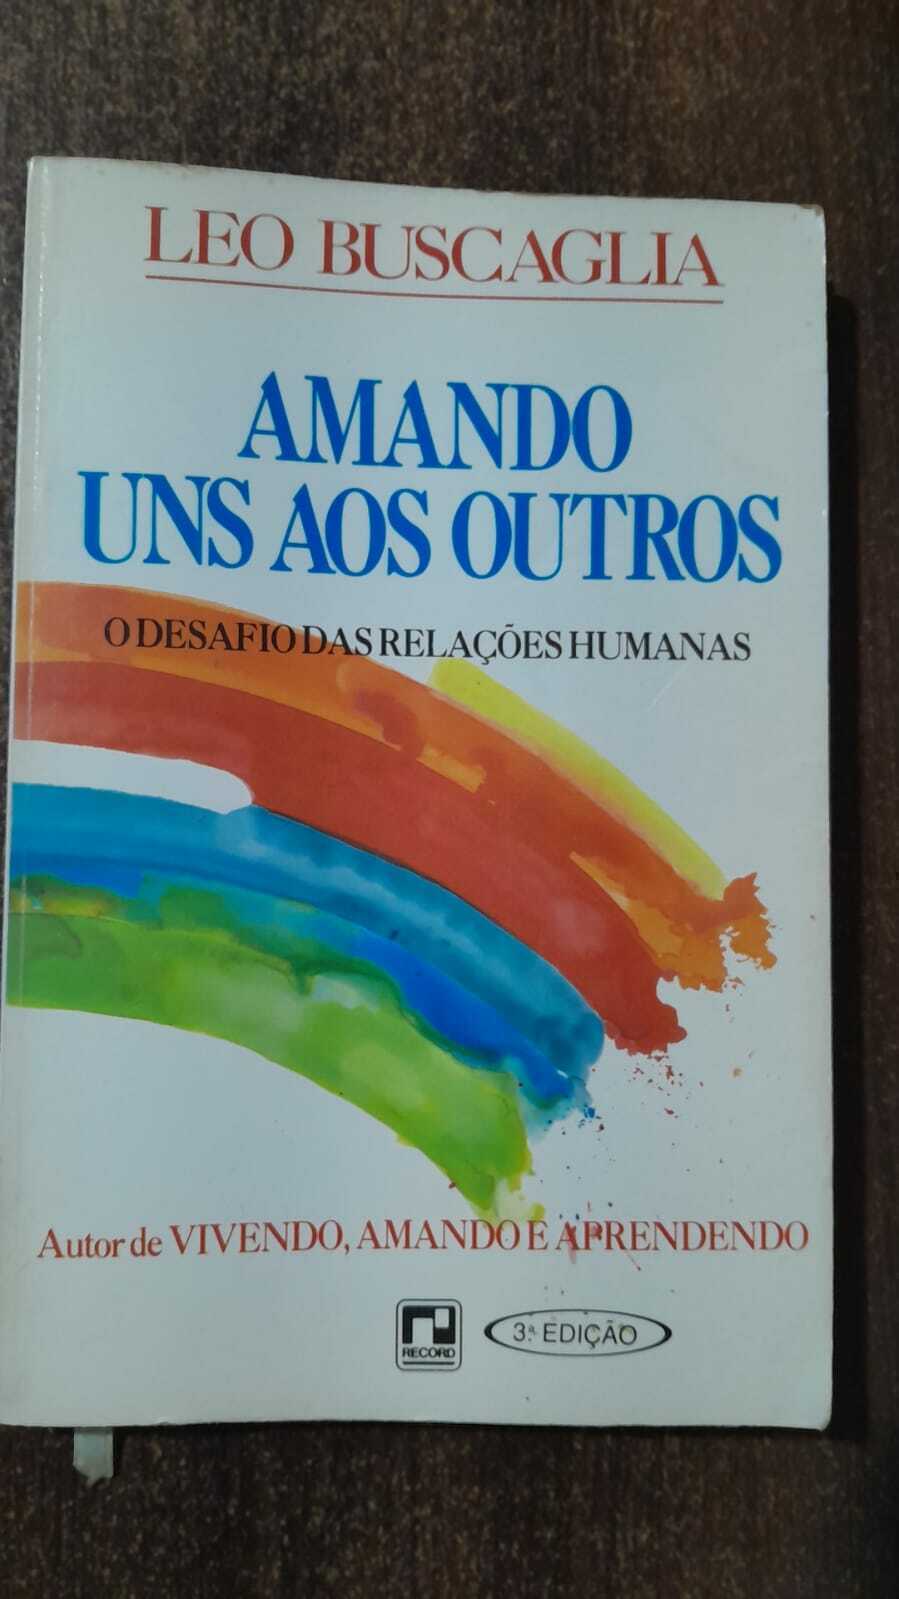 LEO BUSCAGLIA
AMANDO
UNS AOS OUTROS
O DESAFIO DAS RELAÇÕES HUMANAS
Autor de VIVENDO, AMANDO E APRENDENDO
RECORD
3ª EDIÇÃO